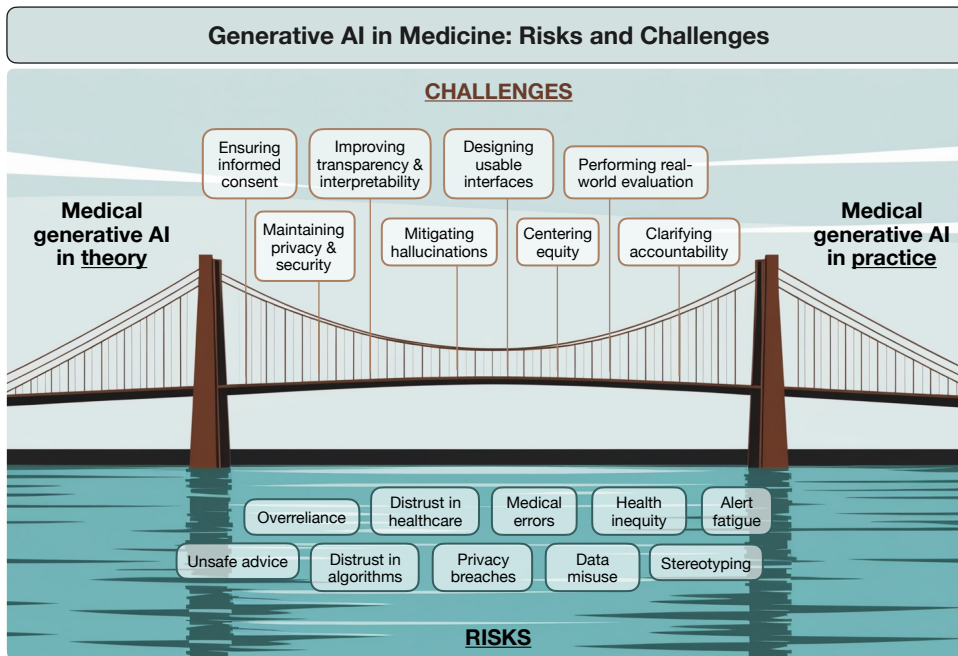 Generative AI in Medicine: Risks and Challenges
CHALLENGES
Ensuring
informed
consent
Improving
transparency &
interpretability
Designing
usable
interfaces
Performing real-
world evaluation
Medical
generative AI
in theory
Maintaining
privacy &
security
Mitigating
hallucinations
Centering
equity
Clarifying
accountability
Medical
generative AI
in practice
Overreliance
Distrust in
healthcare
Medical
errors
Health
inequity
Alert
fatigue
Unsafe advice
Distrust in
algorithms
Privacy
breaches
Data
misuse
Stereotyping
RISKS